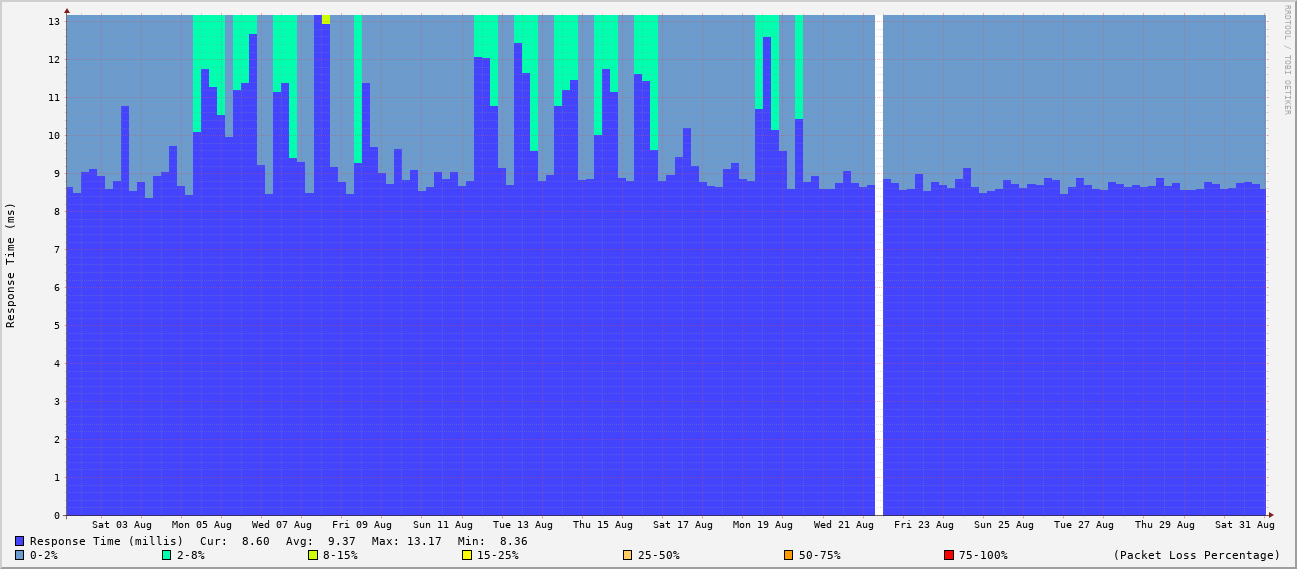 RRDTOOL / TOBI OETIKER
Response Time (ms)
13
12
11
10
9
8
7
6
5
4
3
2
1
0
Sat 03 Aug Mon 05 Aug Wed 07 Aug Fri 09 Aug Sun 11 Aug Tue 13 Aug Thu 15 Aug Sat 17 Aug Mon 19 Aug Wed 21 Aug Fri 23 Aug Sun 25 Aug Tue 27 Aug Thu 29 Aug Sat 31 Aug
Response Time (millis) Cur: 8.60 Avg: 9.37 Max: 13.17 Min: 8.36
0-2% 2-8% 8-15% 15-25% 25-50% 50-75% 75-100% (Packet Loss Percentage)